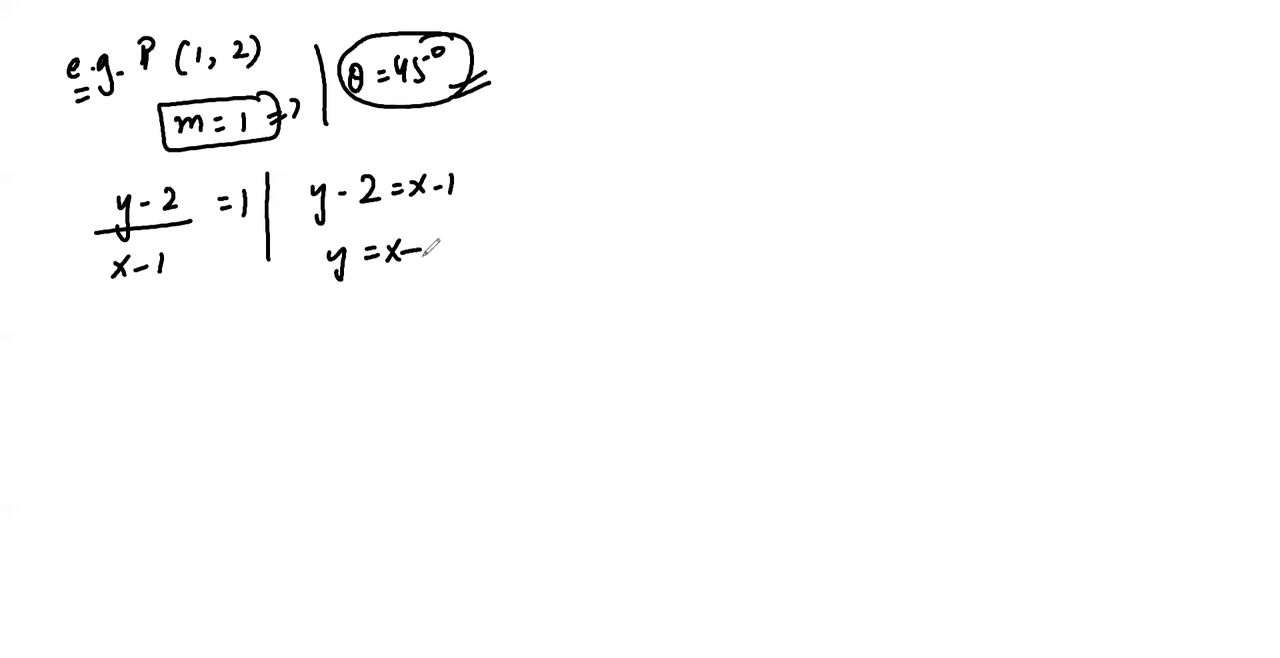 e.g. P (1, 2) | θ = 45°
m = 1 ⇒
y - 2 / x - 1 = 1 | y - 2 = x - 1
y = x -